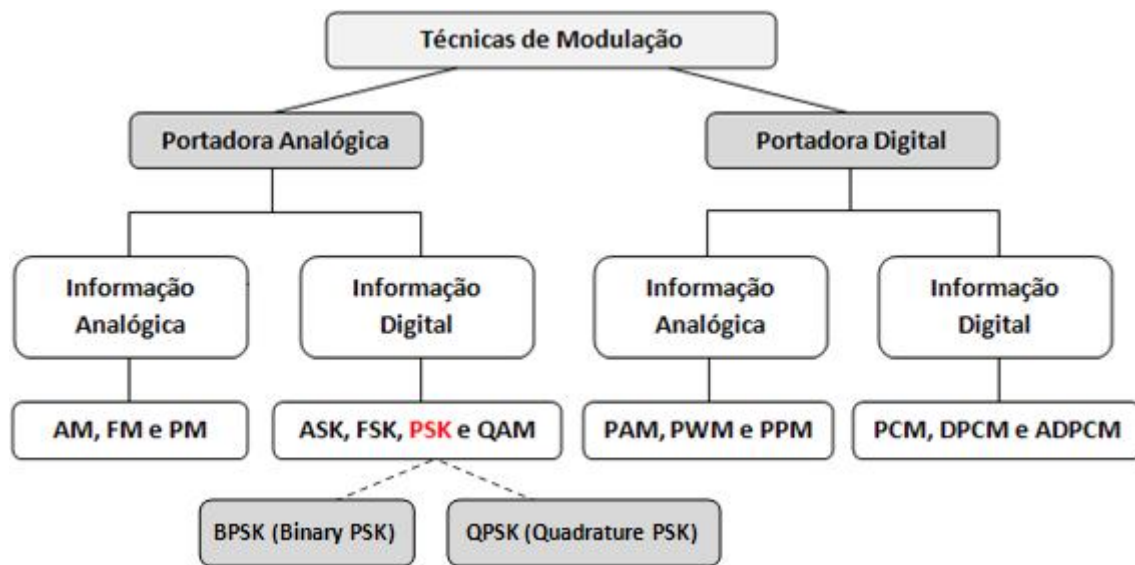 Técnicas de Modulação
Portadora Analógica
Portadora Digital
Informação
Analógica
Informação
Digital
Informação
Analógica
Informação
Digital
AM, FM e PM
ASK, FSK, PSK e QAM
PAM, PWM e PPM
PCM, DPCM e ADPCM
BPSK (Binary PSK)
QPSK (Quadrature PSK)